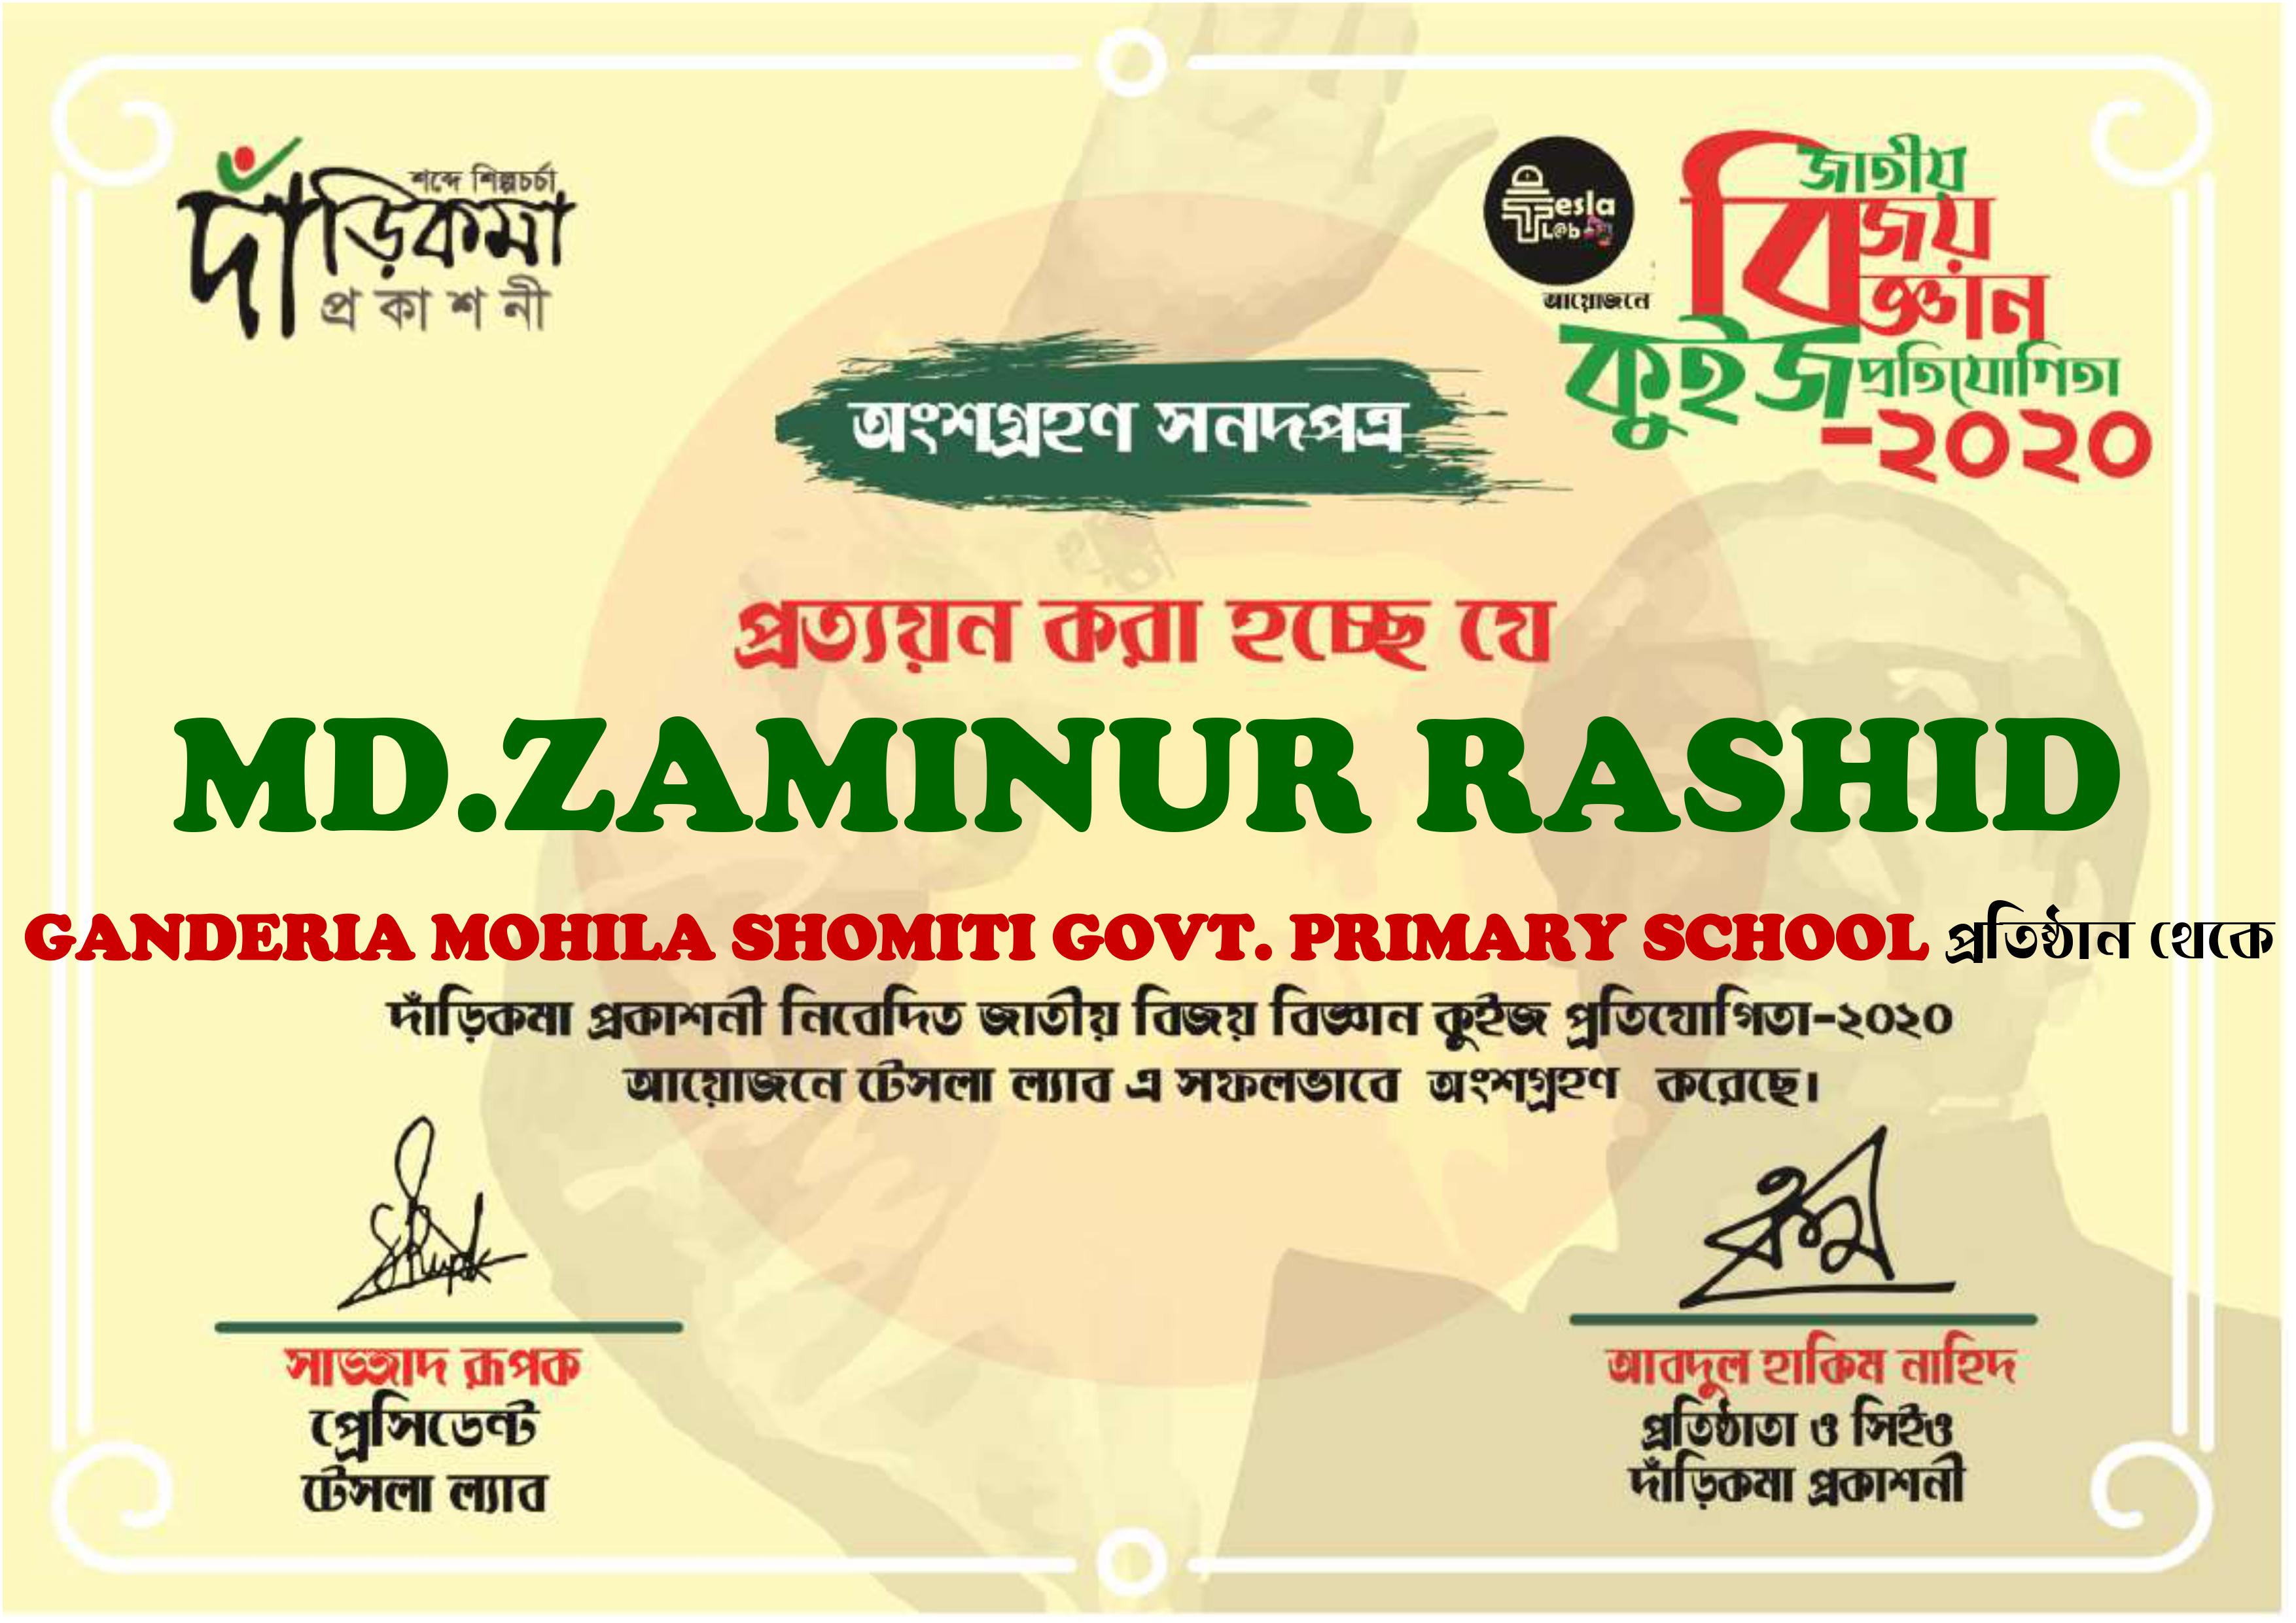 শব্দে শিল্পচর্চা
দাঁড়িকমা
প্রকাশনী
Tesla
L@b
আয়োজনে
জাতীয়
বিজয়
বিজ্ঞান
কুইজ প্রতিযোগিতা
-২০২০
অংশগ্রহণ সনদপত্র
প্রত্যয়ন করা হচ্ছে যে
MD.ZAMINUR RASHID
GANDERIA MOHILA SHOMITI GOVT. PRIMARY SCHOOL প্রতিষ্ঠান থেকে
দাঁড়িকমা প্রকাশনী নিবেদিত জাতীয় বিজয় বিজ্ঞান কুইজ প্রতিযোগিতা-২০২০
আয়োজনে টেসলা ল্যাব এ সফলভাবে অংশগ্রহণ করেছে।
সাজ্জাদ রূপক
প্রেসিডেন্ট
টেসলা ল্যাব
আবদুল হাকিম নাহিদ
প্রতিষ্ঠাতা ও সিইও
দাঁড়িকমা প্রকাশনী